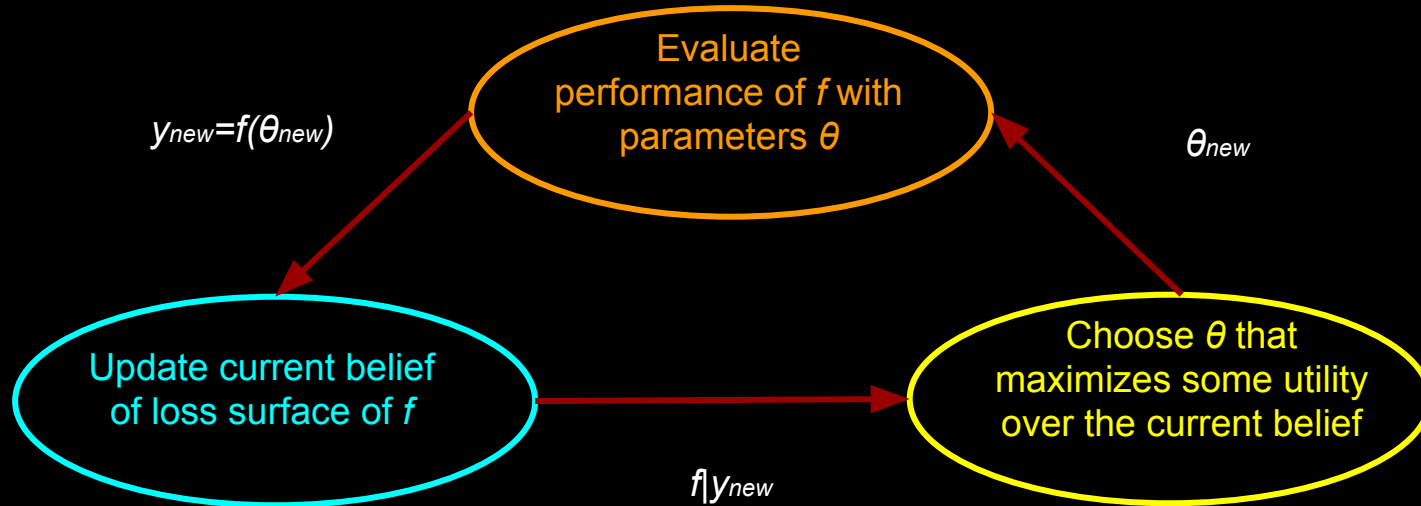 Evaluate
performance of f with
parameters θ
ynew=f(θnew)
θnew
Update current belief
of loss surface of f
Choose θ that
maximizes some utility
over the current belief
f|ynew